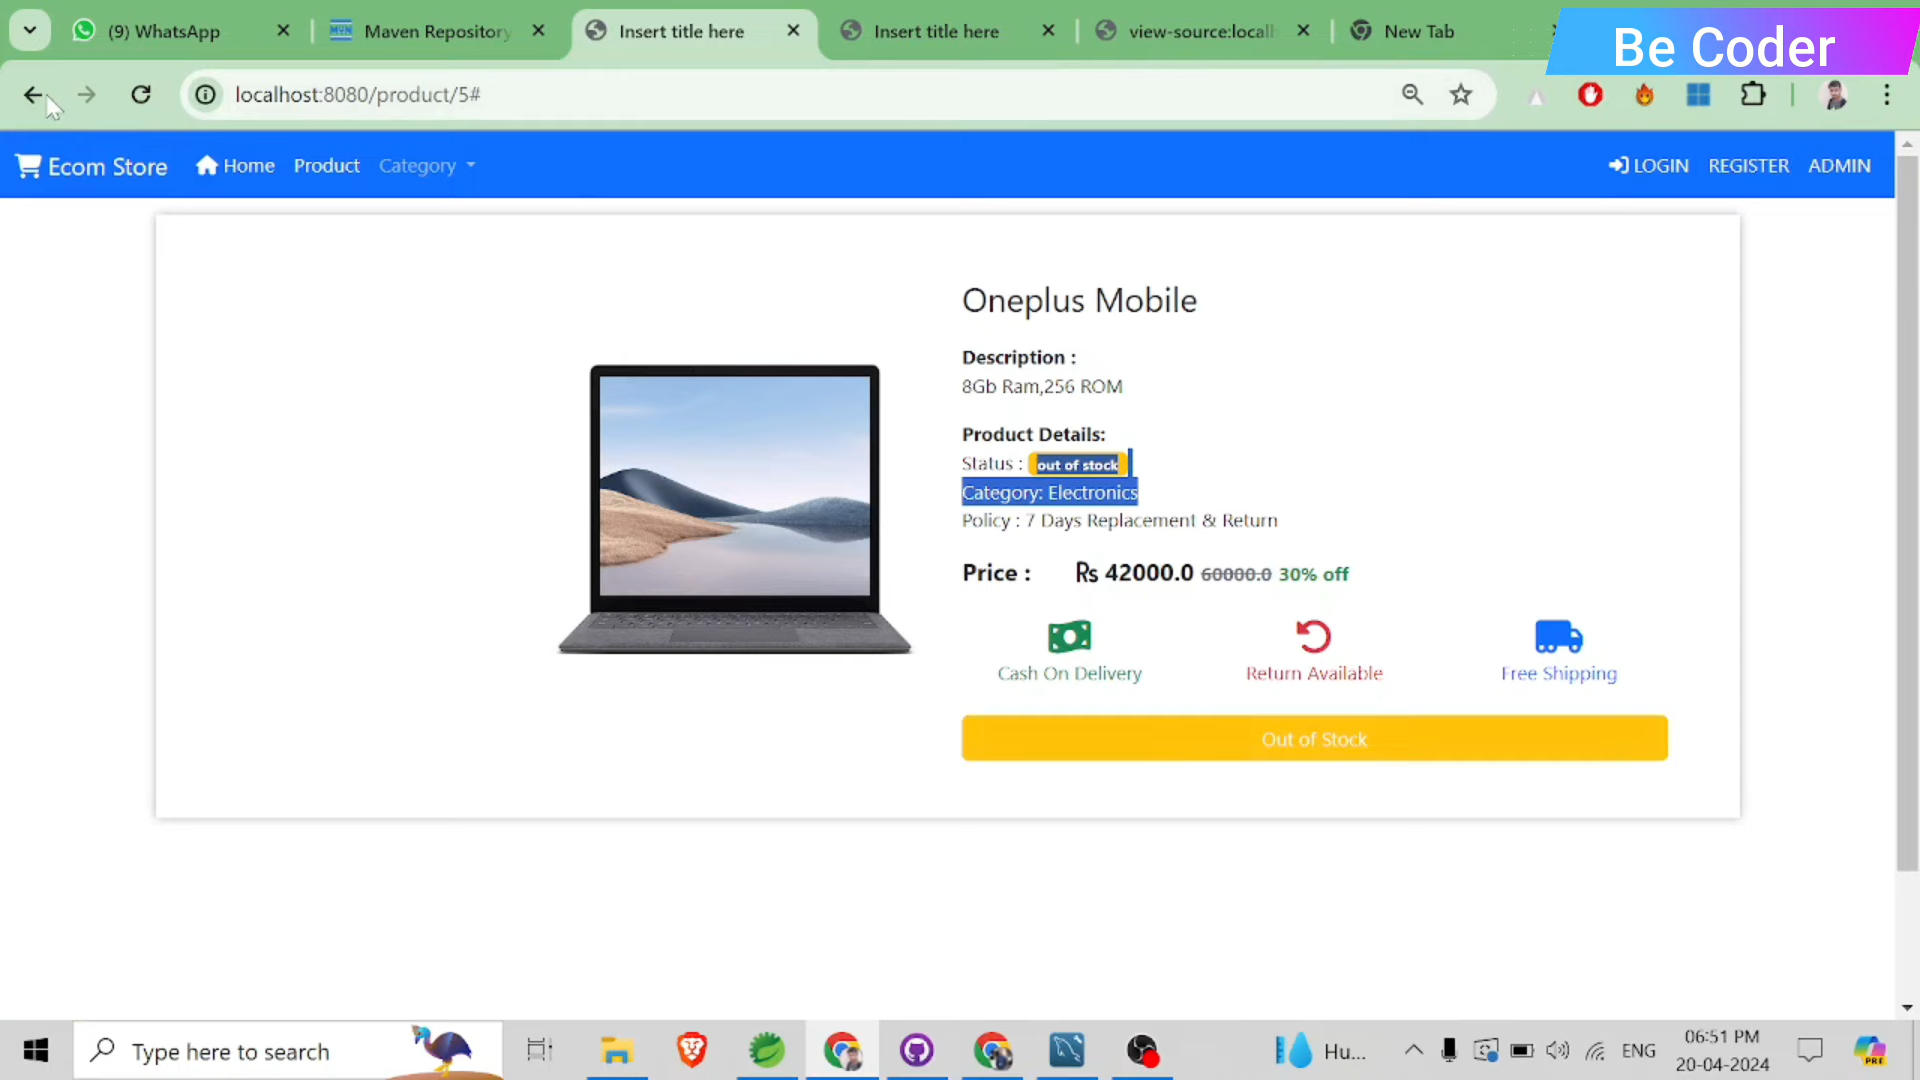 (9) WhatsApp
Maven Repository
Insert title here
Insert title here
view-source:locall
New Tab
Be Coder
localhost:8080/product/5#
Ecom Store
Home
Product
Category
LOGIN
REGISTER
ADMIN
Oneplus Mobile
Description :
8Gb Ram,256 ROM
Product Details:
Status : out of stock
Category: Electronics
Policy : 7 Days Replacement & Return
Price : ₨ 42000.0 60000.0 30% off
Cash On Delivery
Return Available
Free Shipping
Out of Stock
Type here to search
Hu...
ENG
06:51 PM
20-04-2024
PRE